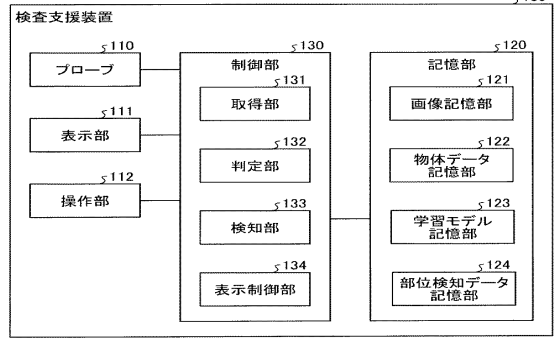 検査支援装置
110
プローブ
111
表示部
112
操作部
130
制御部
131
取得部
132
判定部
133
検知部
134
表示制御部
120
記憶部
121
画像記憶部
122
物体データ
記憶部
123
学習モデル
記憶部
124
部位検知データ
記憶部